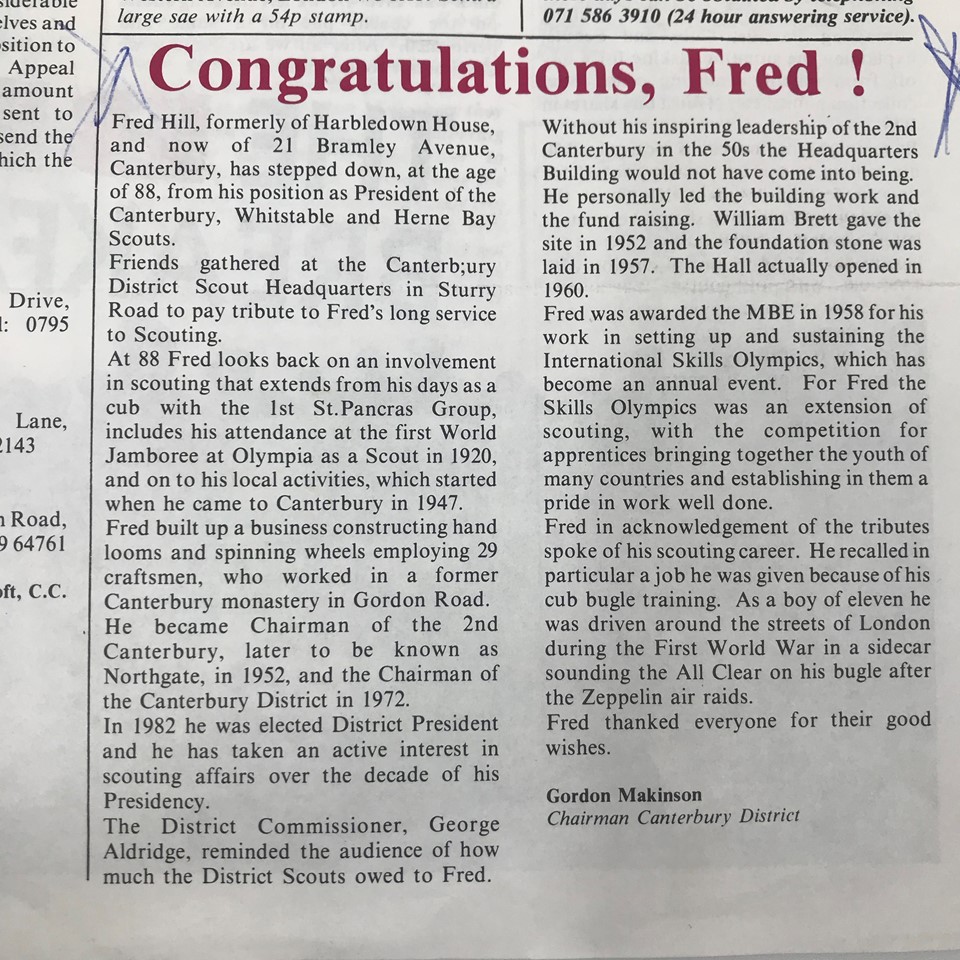 elves and
sition to
Appeal
amount
sent to
send the
hich the
Drive,
l: 0795
Lane,
2143
n Road,
9 64761
oft, C.C.
large sae with a 54p stamp.
071 586 3910 (24 hour answering service).
Congratulations, Fred !
Fred Hill, formerly of Harbledown House,
and now of 21 Bramley Avenue,
Canterbury, has stepped down, at the age
of 88, from his position as President of the
Canterbury, Whitstable and Herne Bay
Scouts.
Friends gathered at the Canterb;ury
District Scout Headquarters in Sturry
Road to pay tribute to Fred's long service
to Scouting.
At 88 Fred looks back on an involvement
in scouting that extends from his days as a
cub with the 1st St.Pancras Group,
includes his attendance at the first World
Jamboree at Olympia as a Scout in 1920,
and on to his local activities, which started
when he came to Canterbury in 1947.
Fred built up a business constructing hand
looms and spinning wheels employing 29
craftsmen, who worked in a former
Canterbury monastery in Gordon Road.
He became Chairman of the 2nd
Canterbury, later to be known as
Northgate, in 1952, and the Chairman of
the Canterbury District in 1972.
In 1982 he was elected District President
and he has taken an active interest in
scouting affairs over the decade of his
Presidency.
The District Commissioner, George
Aldridge, reminded the audience of how
much the District Scouts owed to Fred.
Without his inspiring leadership of the 2nd
Canterbury in the 50s the Headquarters
Building would not have come into being.
He personally led the building work and
the fund raising. William Brett gave the
site in 1952 and the foundation stone was
laid in 1957. The Hall actually opened in
1960.
Fred was awarded the MBE in 1958 for his
work in setting up and sustaining the
International Skills Olympics, which has
become an annual event. For Fred the
Skills Olympics was an extension of
scouting, with the competition for
apprentices bringing together the youth of
many countries and establishing in them a
pride in work well done.
Fred in acknowledgement of the tributes
spoke of his scouting career. He recalled in
particular a job he was given because of his
cub bugle training. As a boy of eleven he
was driven around the streets of London
during the First World War in a sidecar
sounding the All Clear on his bugle after
the Zeppelin air raids.
Fred thanked everyone for their good
wishes.
Gordon Makinson
Chairman Canterbury District